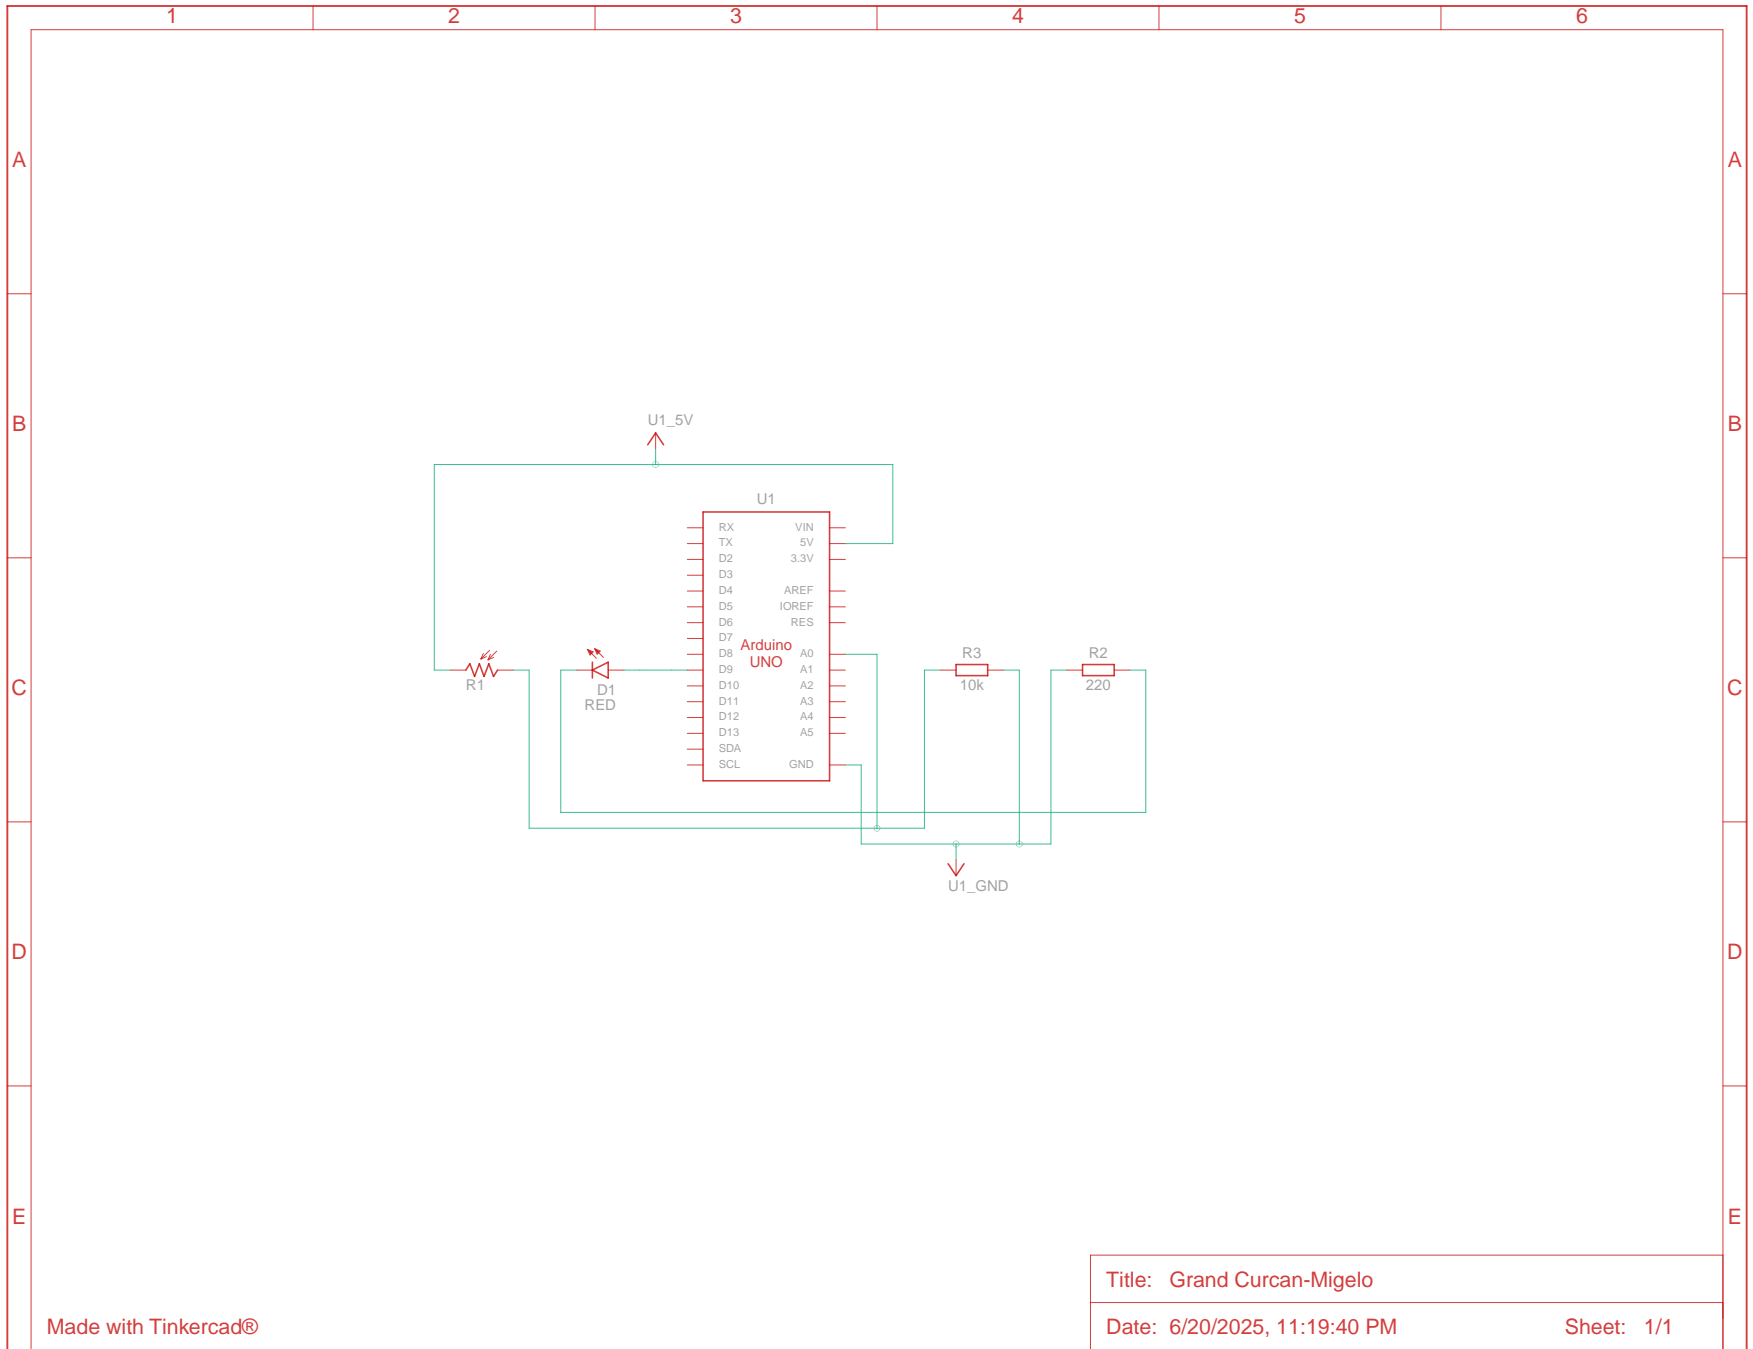 1 2 3 4 5 6
A A
B B
U1_5V
U1
RX VIN
TX 5V
D2 3.3V
D3
D4 AREF
D5 IOREF
D6 RES
D7
Arduino
UNO
D8 A0
D9 A1
D10 A2
D11 A3
D12 A4
D13 A5
SDA
SCL GND
R3 R2
10k 220
C C
R1
D1
RED
U1_GND
D D
E E
Title: Grand Curcan-Migelo
Made with Tinkercad®
Date: 6/20/2025, 11:19:40 PM Sheet: 1/1